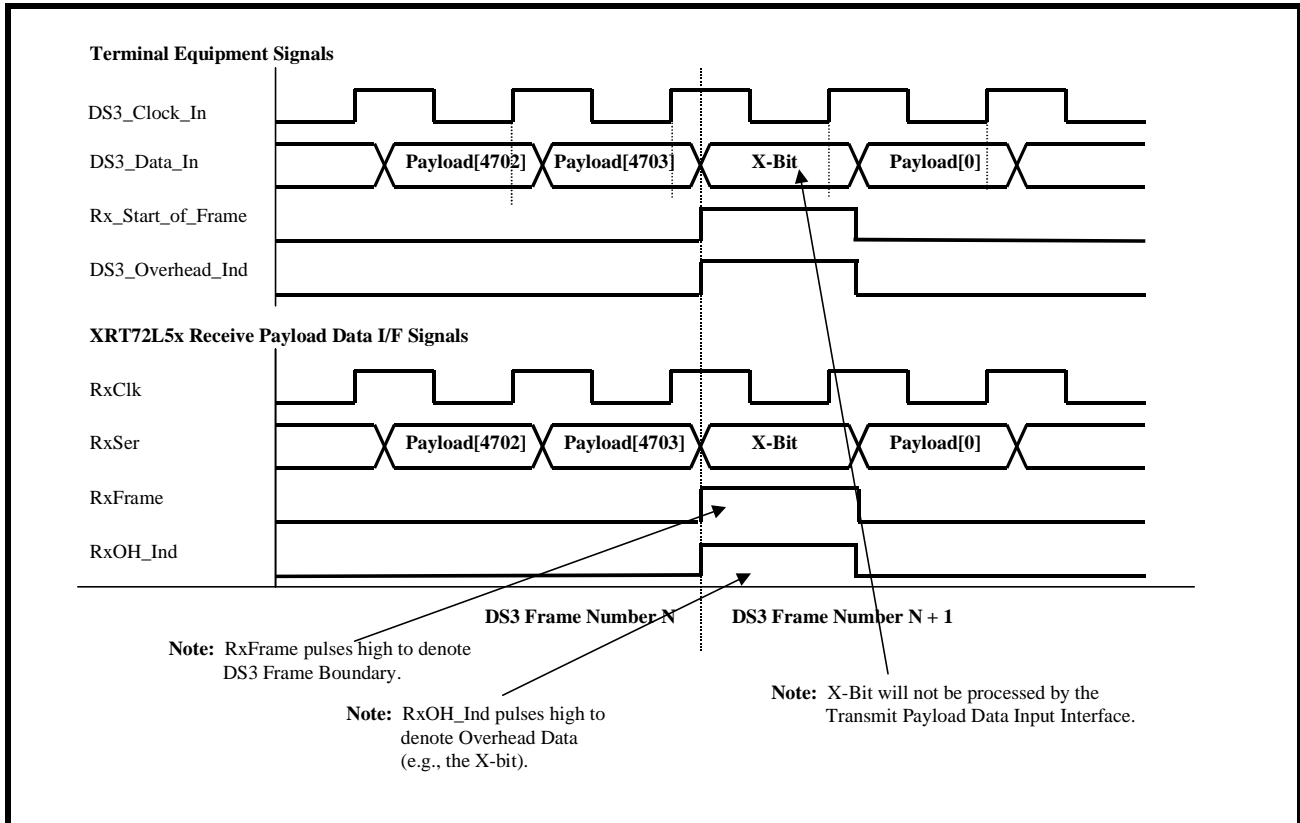 Terminal Equipment Signals
DS3_Clock_In
DS3_Data_In
Payload[4702]
Payload[4703]
X-Bit
Payload[0]
Rx_Start_of_Frame
DS3_Overhead_Ind
XRT72L5x Receive Payload Data I/F Signals
RxClk
RxSer
Payload[4702]
Payload[4703]
X-Bit
Payload[0]
RxFrame
RxOH_Ind
DS3 Frame Number N
DS3 Frame Number N + 1
Note: RxFrame pulses high to denote
DS3 Frame Boundary.
Note: RxOH_Ind pulses high to
denote Overhead Data
(e.g., the X-bit).
Note: X-Bit will not be processed by the
Transmit Payload Data Input Interface.